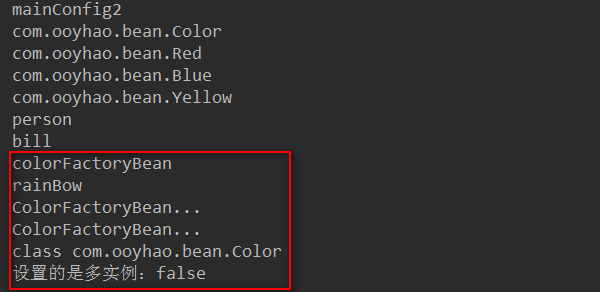 mainConfig2
com.ooyhao.bean.Color
com.ooyhao.bean.Red
com.ooyhao.bean.Blue
com.ooyhao.bean.Yellow
person
bill
colorFactoryBean
rainBow
ColorFactoryBean...
ColorFactoryBean...
class com.ooyhao.bean.Color
设置的是多实例：false